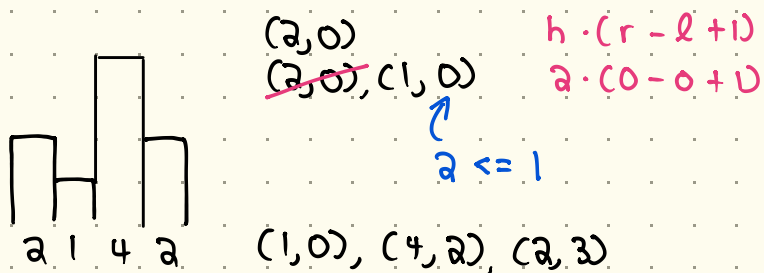 (2,0)
(2,0), (1,0)
h · (r - l + 1)
2 · (0 - 0 + 1)
2 <= 1
2 1 4 2
(1,0), (4,2), (2,3)